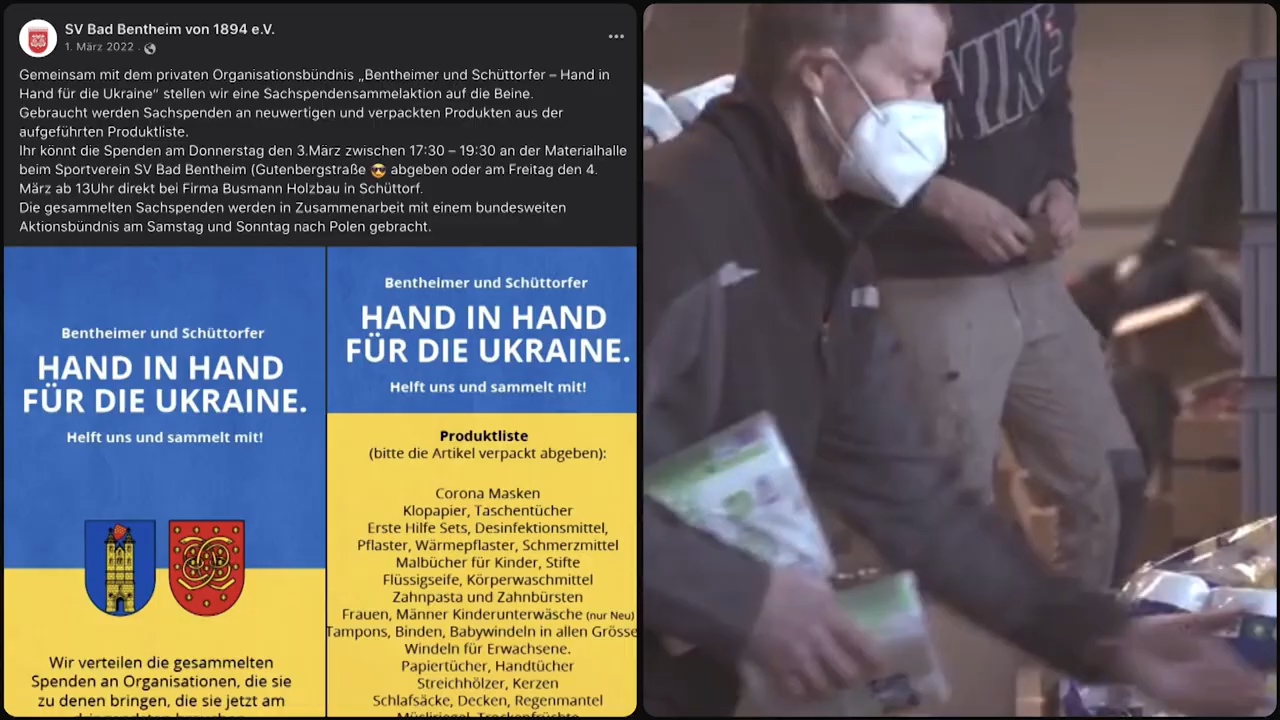 SV Bad Bentheim von 1894 e.V.
1. März 2022 ·
Gemeinsam mit dem privaten Organisationsbündnis „Bentheimer und Schüttorfer – Hand in
Hand für die Ukraine“ stellen wir eine Sachspendensammelaktion auf die Beine.
Gebraucht werden Sachspenden an neuwertigen und verpackten Produkten aus der
aufgeführten Produktliste.
Ihr könnt die Spenden am Donnerstag den 3.März zwischen 17:30 – 19:30 an der Materialhalle
beim Sportverein SV Bad Bentheim (Gutenbergstraße 😎 abgeben oder am Freitag den 4.
März ab 13Uhr direkt bei Firma Busmann Holzbau in Schüttorf.
Die gesammelten Sachspenden werden in Zusammenarbeit mit einem bundesweiten
Aktionsbündnis am Samstag und Sonntag nach Polen gebracht.
Bentheimer und Schüttorfer
HAND IN HAND
FÜR DIE UKRAINE.
Helft uns und sammelt mit!
Wir verteilen die gesammelten
Spenden an Organisationen, die sie
zu denen bringen, die sie jetzt am
Bentheimer und Schüttorfer
HAND IN HAND
FÜR DIE UKRAINE.
Helft uns und sammelt mit!
Produktliste
(bitte die Artikel verpackt abgeben):
Corona Masken
Klopapier, Taschentücher
Erste Hilfe Sets, Desinfektionsmittel,
Pflaster, Wärmepflaster, Schmerzmittel
Malbücher für Kinder, Stifte
Flüssigseife, Körperwaschmittel
Zahnpasta und Zahnbürsten
Frauen, Männer Kinderunterwäsche (nur Neu)
Tampons, Binden, Babywindeln in allen Grösse
Windeln für Erwachsene.
Papiertücher, Handtücher
Streichhölzer, Kerzen
Schlafsäcke, Decken, Regenmantel
Müsliriegel, Trockenfrüchte